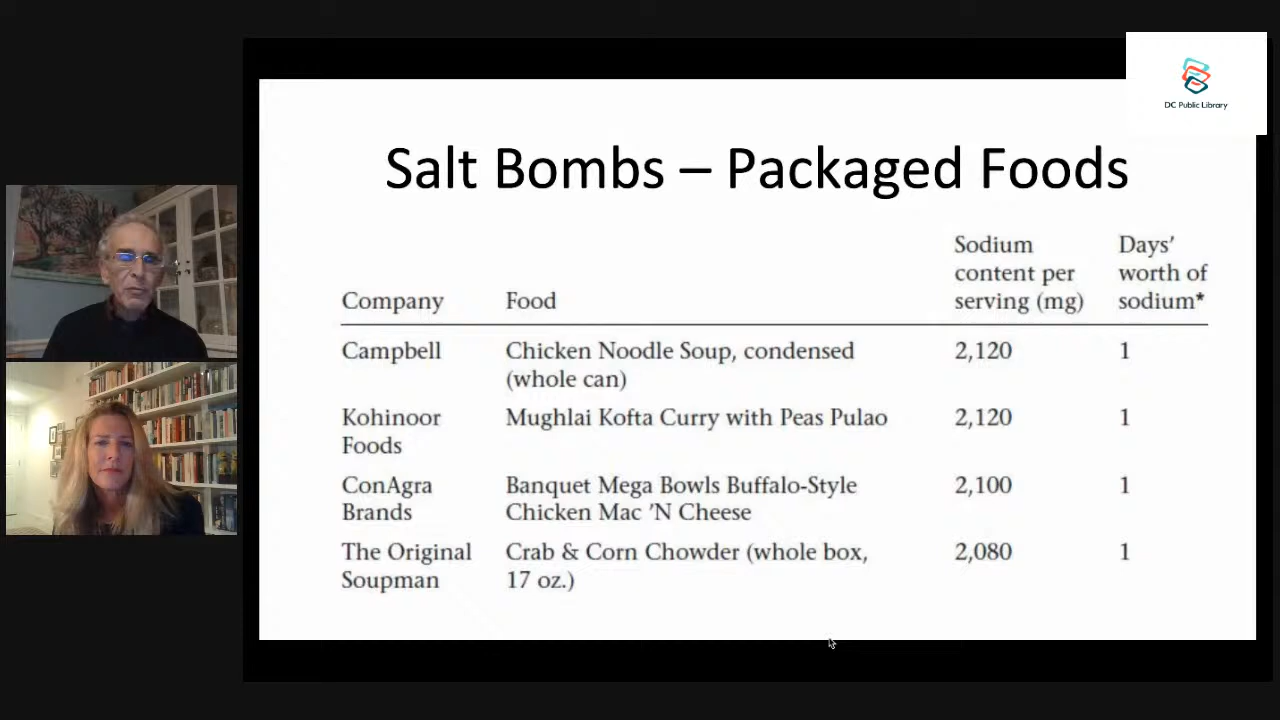 DC Public Library
Salt Bombs – Packaged Foods
Sodium
content per
serving (mg)
Days’
worth of
sodium*
Company
Food
Campbell
Chicken Noodle Soup, condensed
(whole can)
2,120
1
Kohinoor
Foods
Mughlai Kofta Curry with Peas Pulao
2,120
1
ConAgra
Brands
Banquet Mega Bowls Buffalo-Style
Chicken Mac ’N Cheese
2,100
1
The Original
Soupman
Crab & Corn Chowder (whole box,
17 oz.)
2,080
1